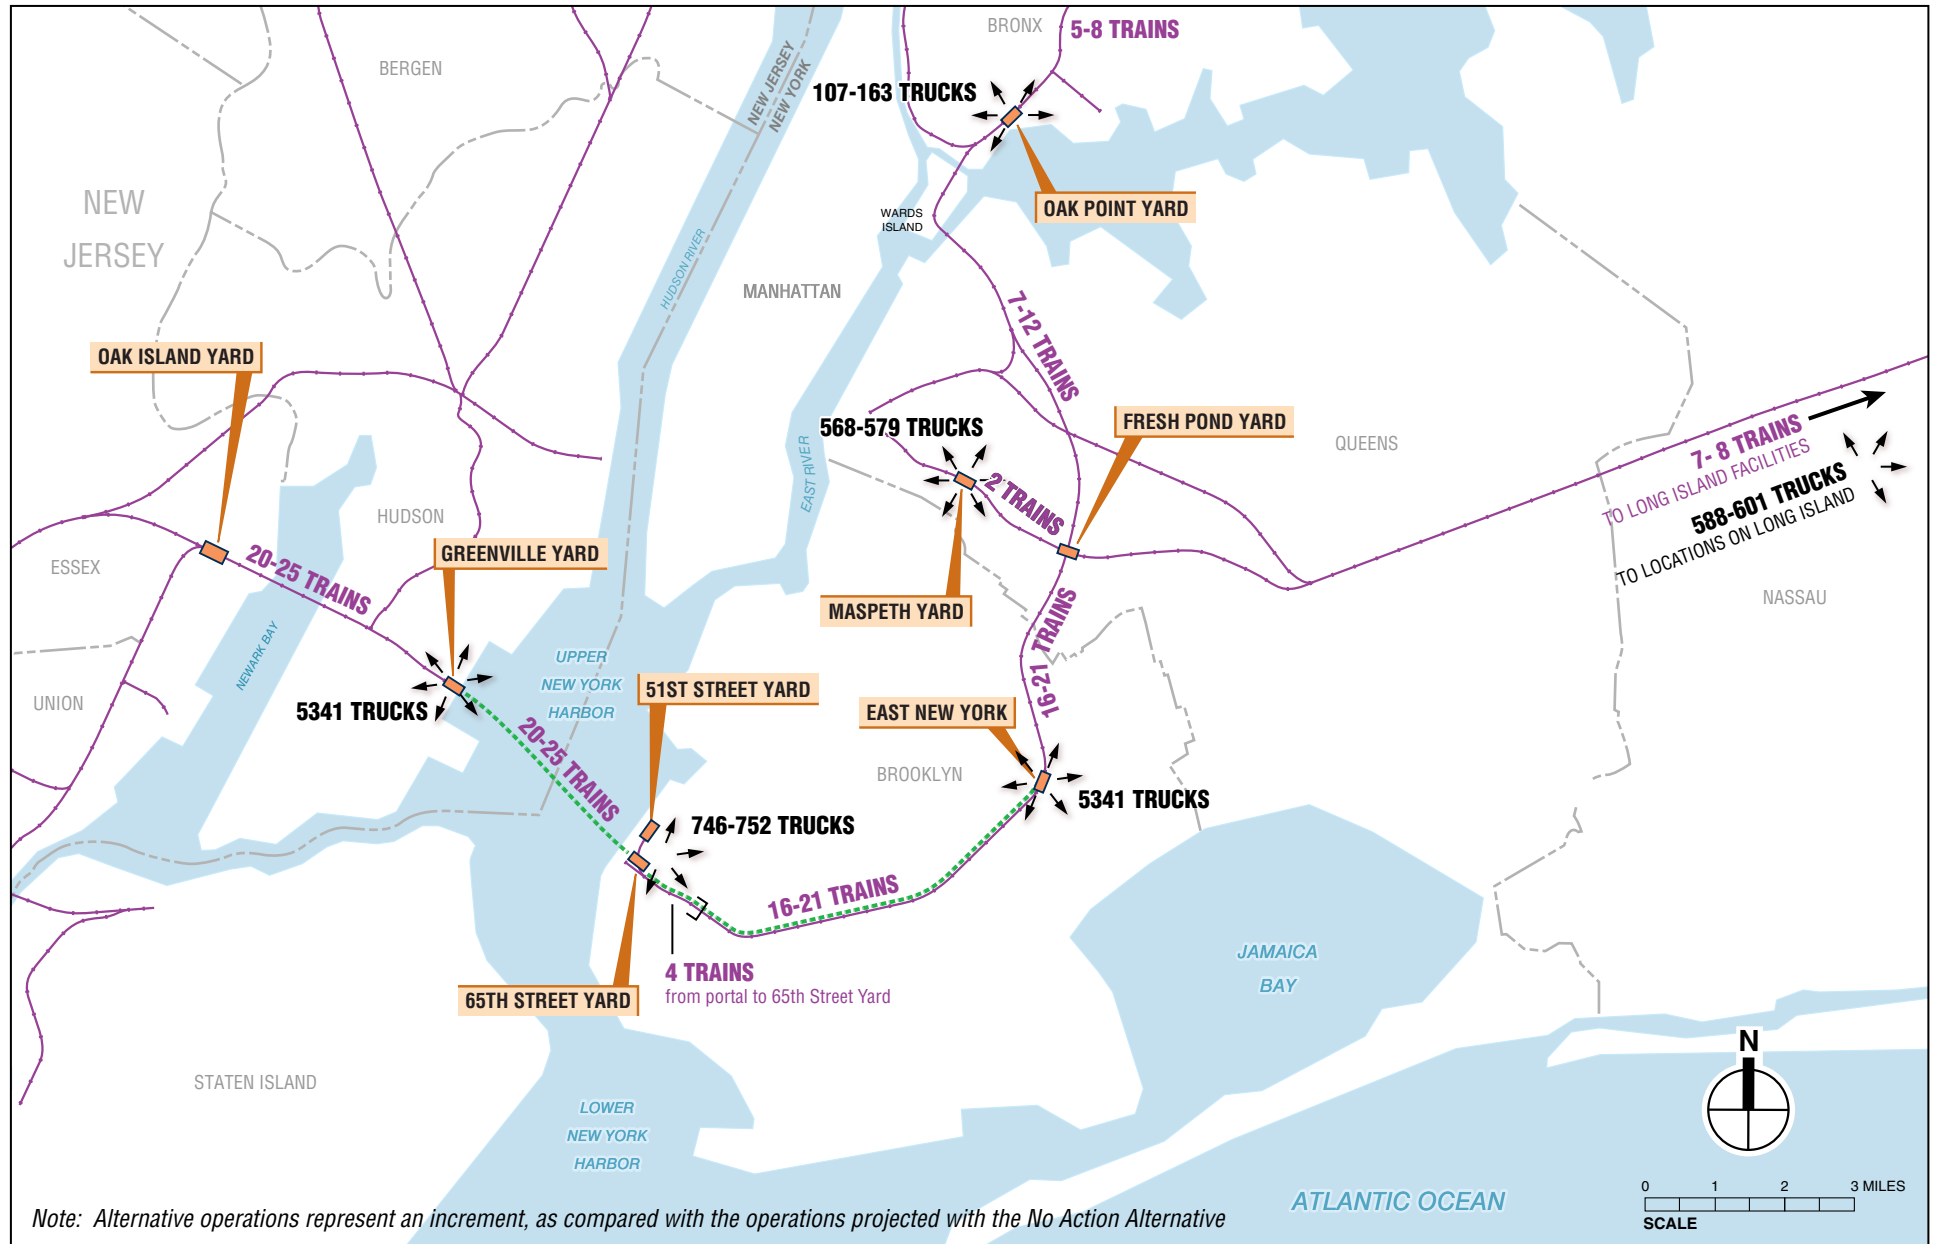 BRONX
5-8 TRAINS
BERGEN
NEW JERSEY
NEW YORK
107-163 TRUCKS
OAK POINT YARD
NEW
JERSEY
WARDS
ISLAND
HUDSON RIVER
MANHATTAN
7-12 TRAINS
OAK ISLAND YARD
568-579 TRUCKS
FRESH POND YARD
QUEENS
7- 8 TRAINS
TO LONG ISLAND FACILITIES
588-601 TRUCKS
TO LOCATIONS ON LONG ISLAND
EAST RIVER
2 TRAINS
HUDSON
GREENVILLE YARD
ESSEX
20-25 TRAINS
MASPETH YARD
NASSAU
16-21 TRAINS
NEWARK BAY
UPPER
NEW YORK
HARBOR
51ST STREET YARD
UNION
5341 TRUCKS
EAST NEW YORK
20-25 TRAINS
BROOKLYN
5341 TRUCKS
746-752 TRUCKS
16-21 TRAINS
4 TRAINS
from portal to 65th Street Yard
65TH STREET YARD
JAMAICA
BAY
STATEN ISLAND
LOWER
NEW YORK
HARBOR
N
ATLANTIC OCEAN
0 1 2 3 MILES
SCALE
Note: Alternative operations represent an increment, as compared with the operations projected with the No Action Alternative